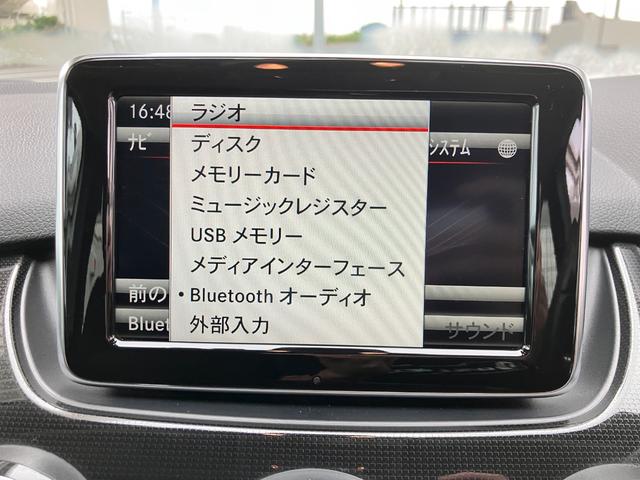 16:48
ラジオ
ナビ
ディスク
システム
メモリーカード
ミュージックレジスター
USB メモリー
メディアインターフェース
前の
•Bluetooth オーディオ
Bluet
外部入力
サウンド